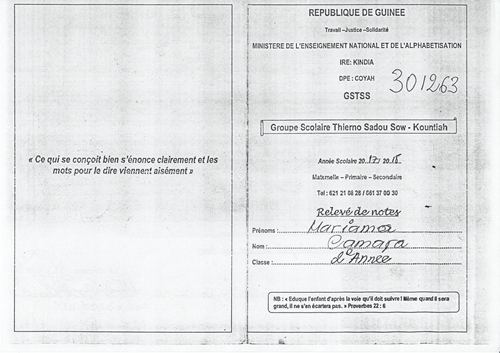 « Ce qui se conçoit bien s'énonce clairement et les
mots pour le dire viennent aisément »
REPUBLIQUE DE GUINEE
Travail –Justice –Solidarité
MINISTERE DE L'ENSEIGNEMENT NATIONAL ET DE L'ALPHABETISATION
IRE: KINDIA
DPE : COYAH
301263
GSTSS
Groupe Scolaire Thierno Sadou Sow - Kountiah
Année Scolaire 20..17./ 20.18
Maternelle – Primaire – Secondaire
Tel : 621 21 08 28 / 661 37 00 30
Relevé de notes
Prénoms : Mariama
Nom : Camara
Classe : d'Année
NB : « Eduque l'enfant d'après la voie qu'il doit suivre ! Même quand il sera
grand, il ne s'en écartera pas. » Proverbes 22 : 6